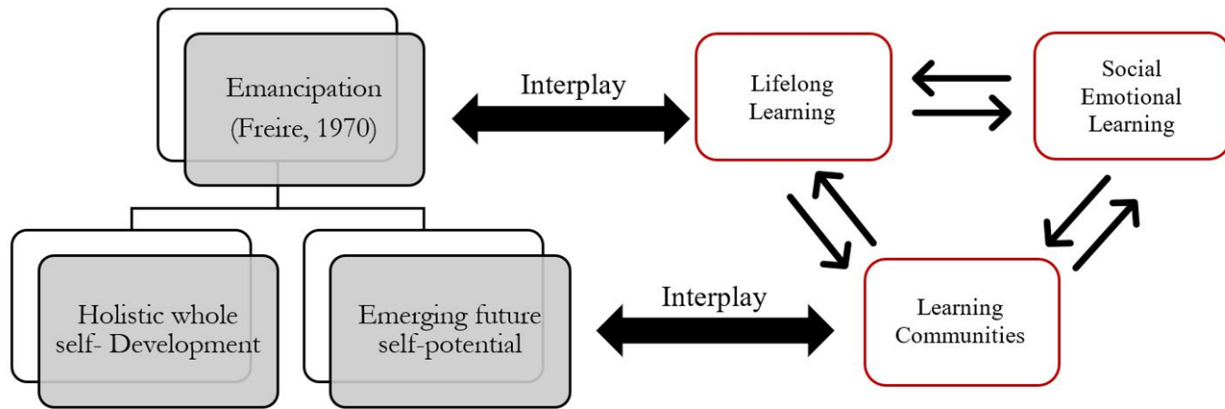 Emancipation
(Freire, 1970)
Interplay
Lifelong
Learning
Social
Emotional
Learning
Holistic whole
self- Development
Emerging future
self-potential
Interplay
Learning
Communities